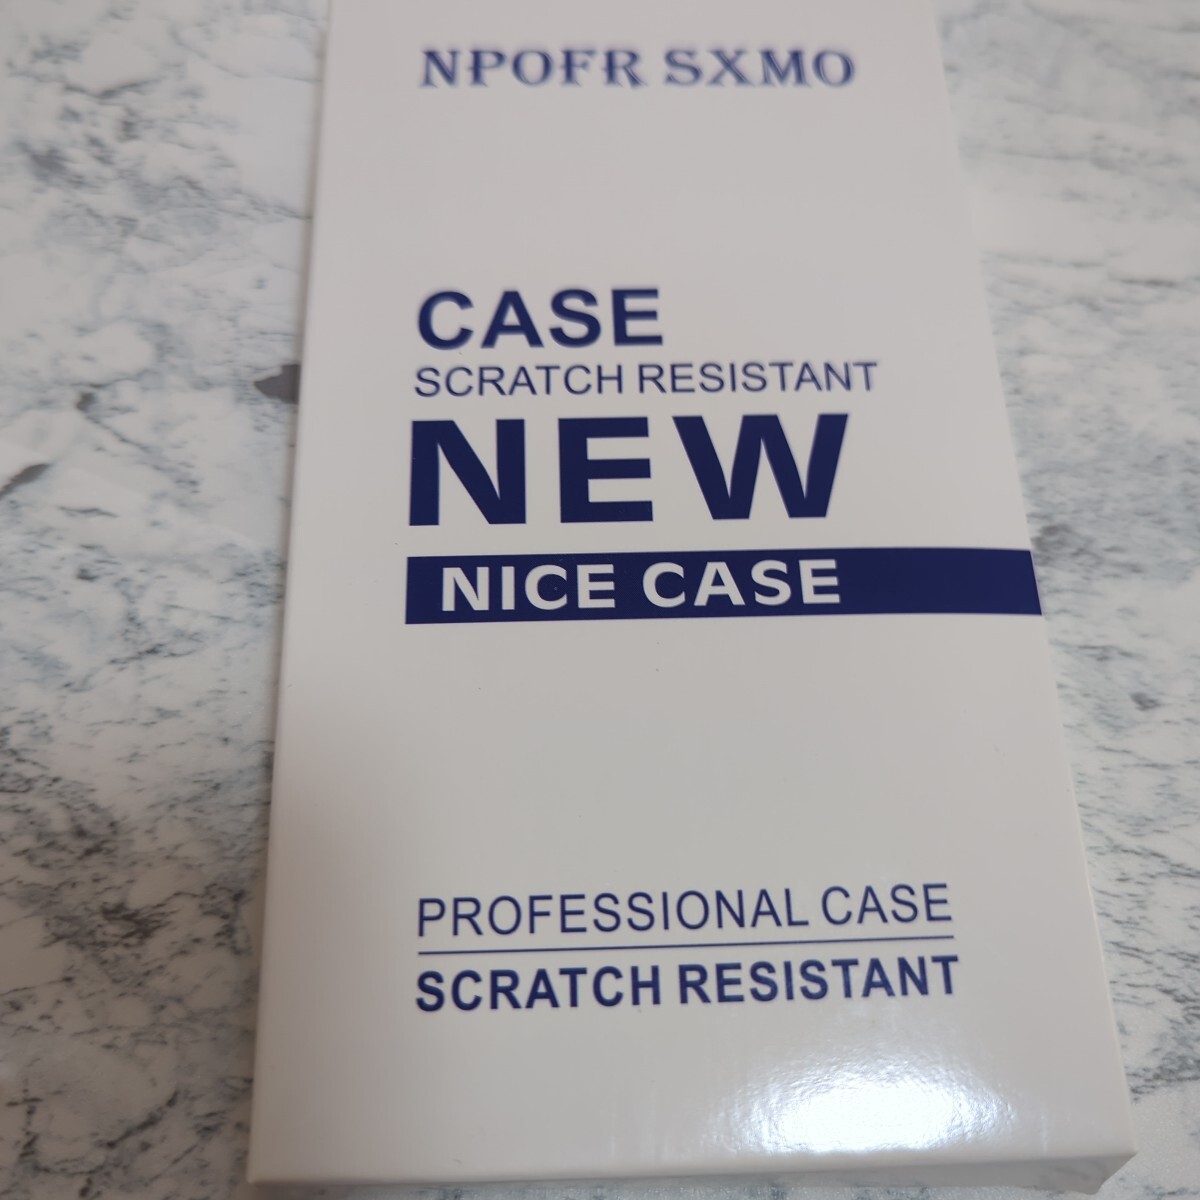 NPOFR SXMO
CASE
SCRATCH RESISTANT
NEW
NICE CASE
PROFESSIONAL CASE
SCRATCH RESISTANT